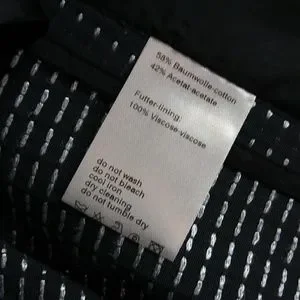 58% Baumwolle-cotton
42% Acetat-acetate
Futter-lining:
100% Viscose-viscose
do not wash
do not bleach
cool iron
dry cleaning
do not tumble dry